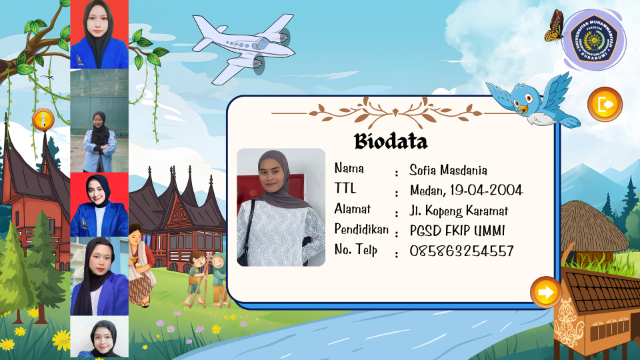 Biodata
Nama : Sofia Masdania
TTL : Medan, 19-04-2004
Alamat : Jl. Kopeng Karamat
Pendidikan : PGSD FKIP UMMI
No. Telp : 085863254557